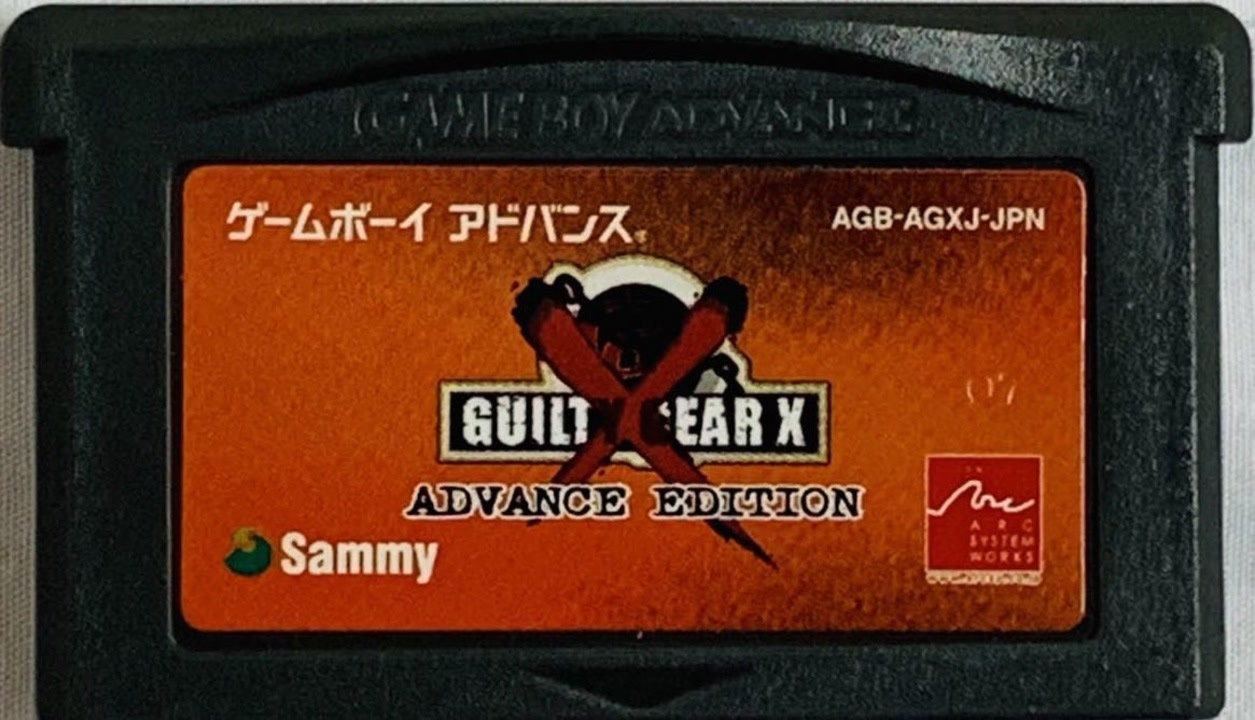 GAME BOY ADVANCE
ゲームボーイ アドバンス
AGB-AGXJ-JPN
GUILTY GEAR X
ADVANCE EDITION
Sammy
Arc
ARC
SYSTEM
WORKS